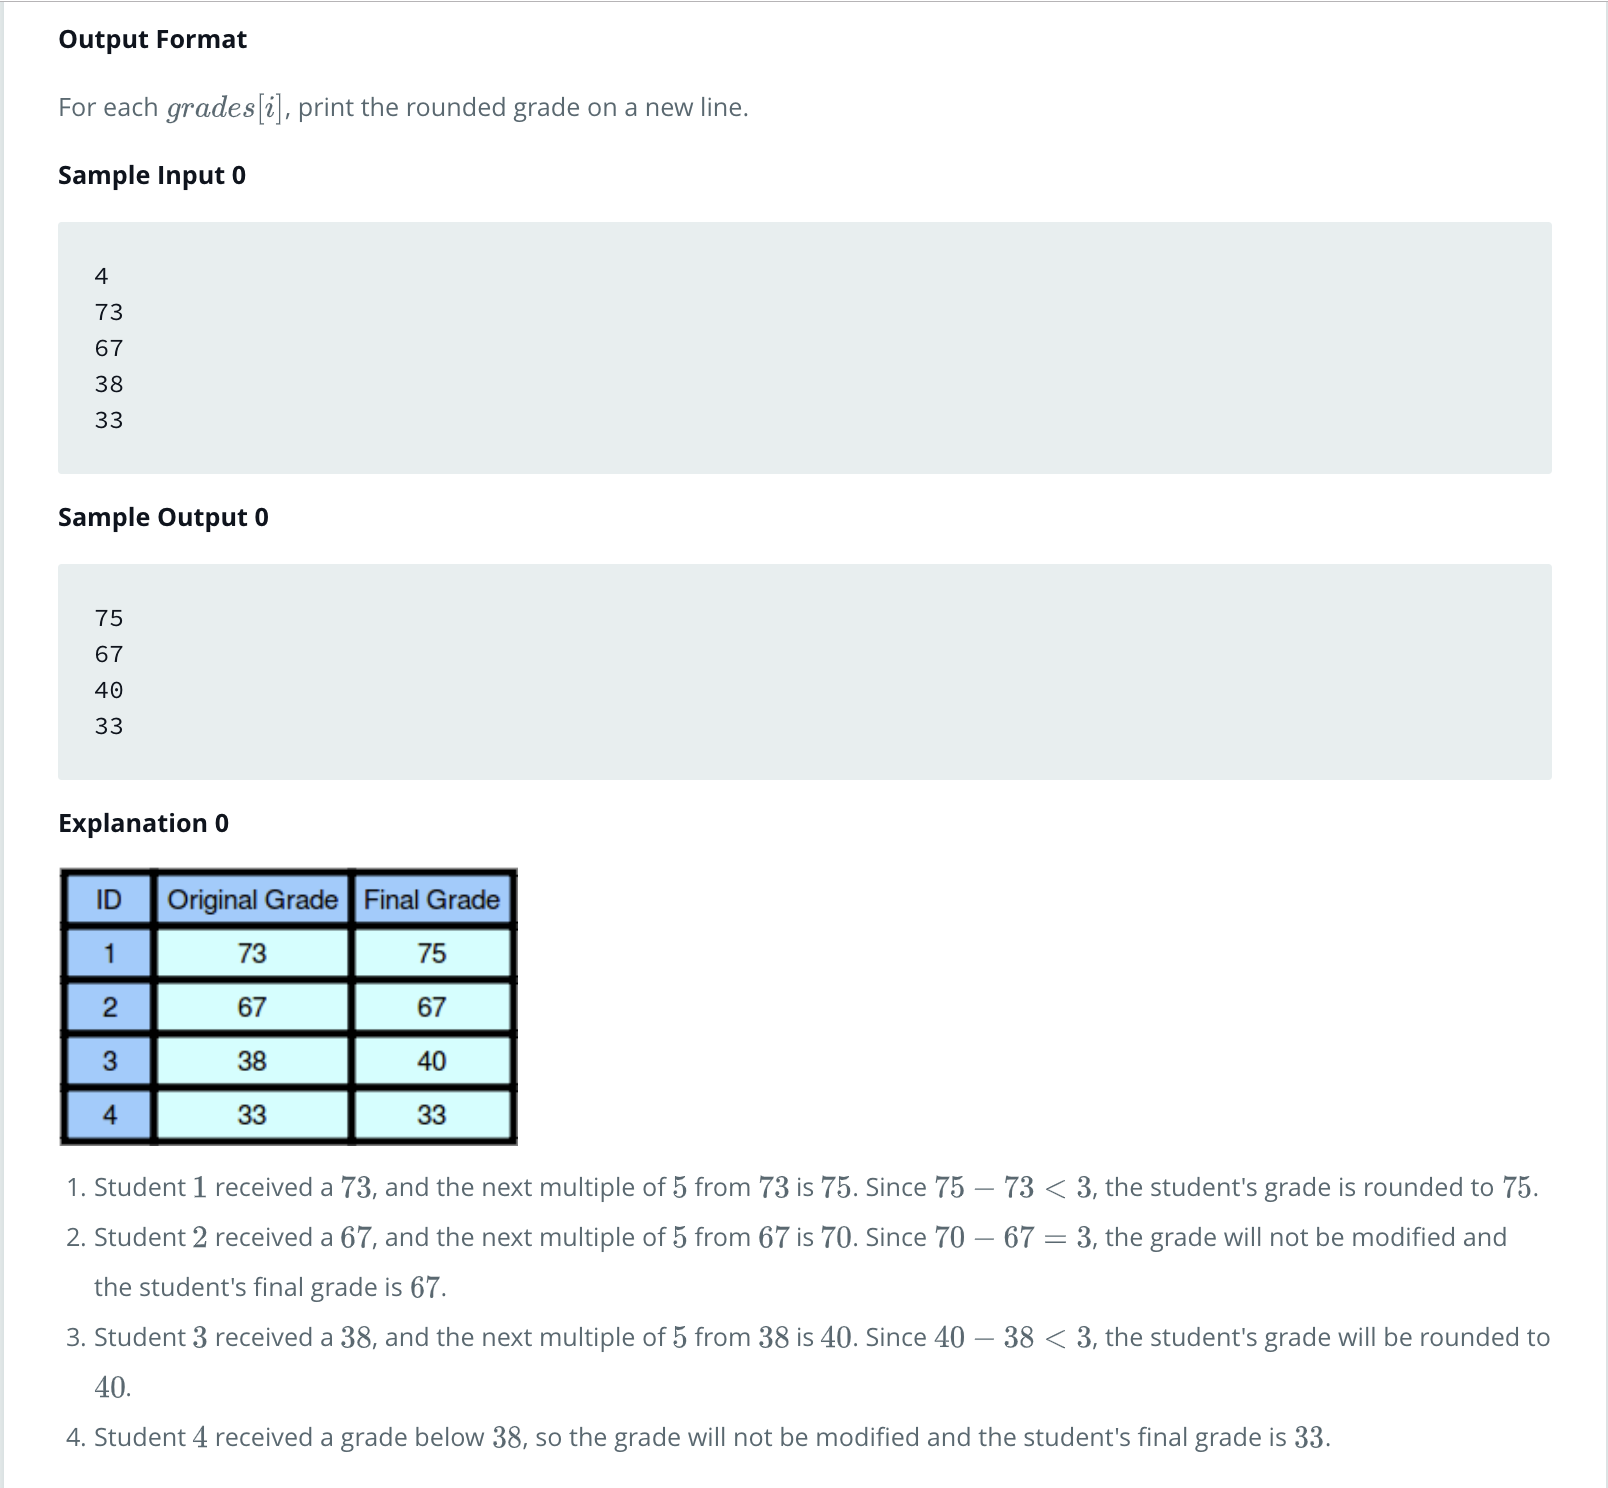 Output Format
For each grades[i], print the rounded grade on a new line.
Sample Input 0
4
73
67
38
33
Sample Output 0
75
67
40
33
Explanation 0
ID Original Grade Final Grade
1 73 75
2 67 67
3 38 40
4 33 33
1. Student 1 received a 73, and the next multiple of 5 from 73 is 75. Since 75 − 73 < 3, the student's grade is rounded to 75.
2. Student 2 received a 67, and the next multiple of 5 from 67 is 70. Since 70 − 67 = 3, the grade will not be modified and
the student's final grade is 67.
3. Student 3 received a 38, and the next multiple of 5 from 38 is 40. Since 40 − 38 < 3, the student's grade will be rounded to
40.
4. Student 4 received a grade below 38, so the grade will not be modified and the student's final grade is 33.